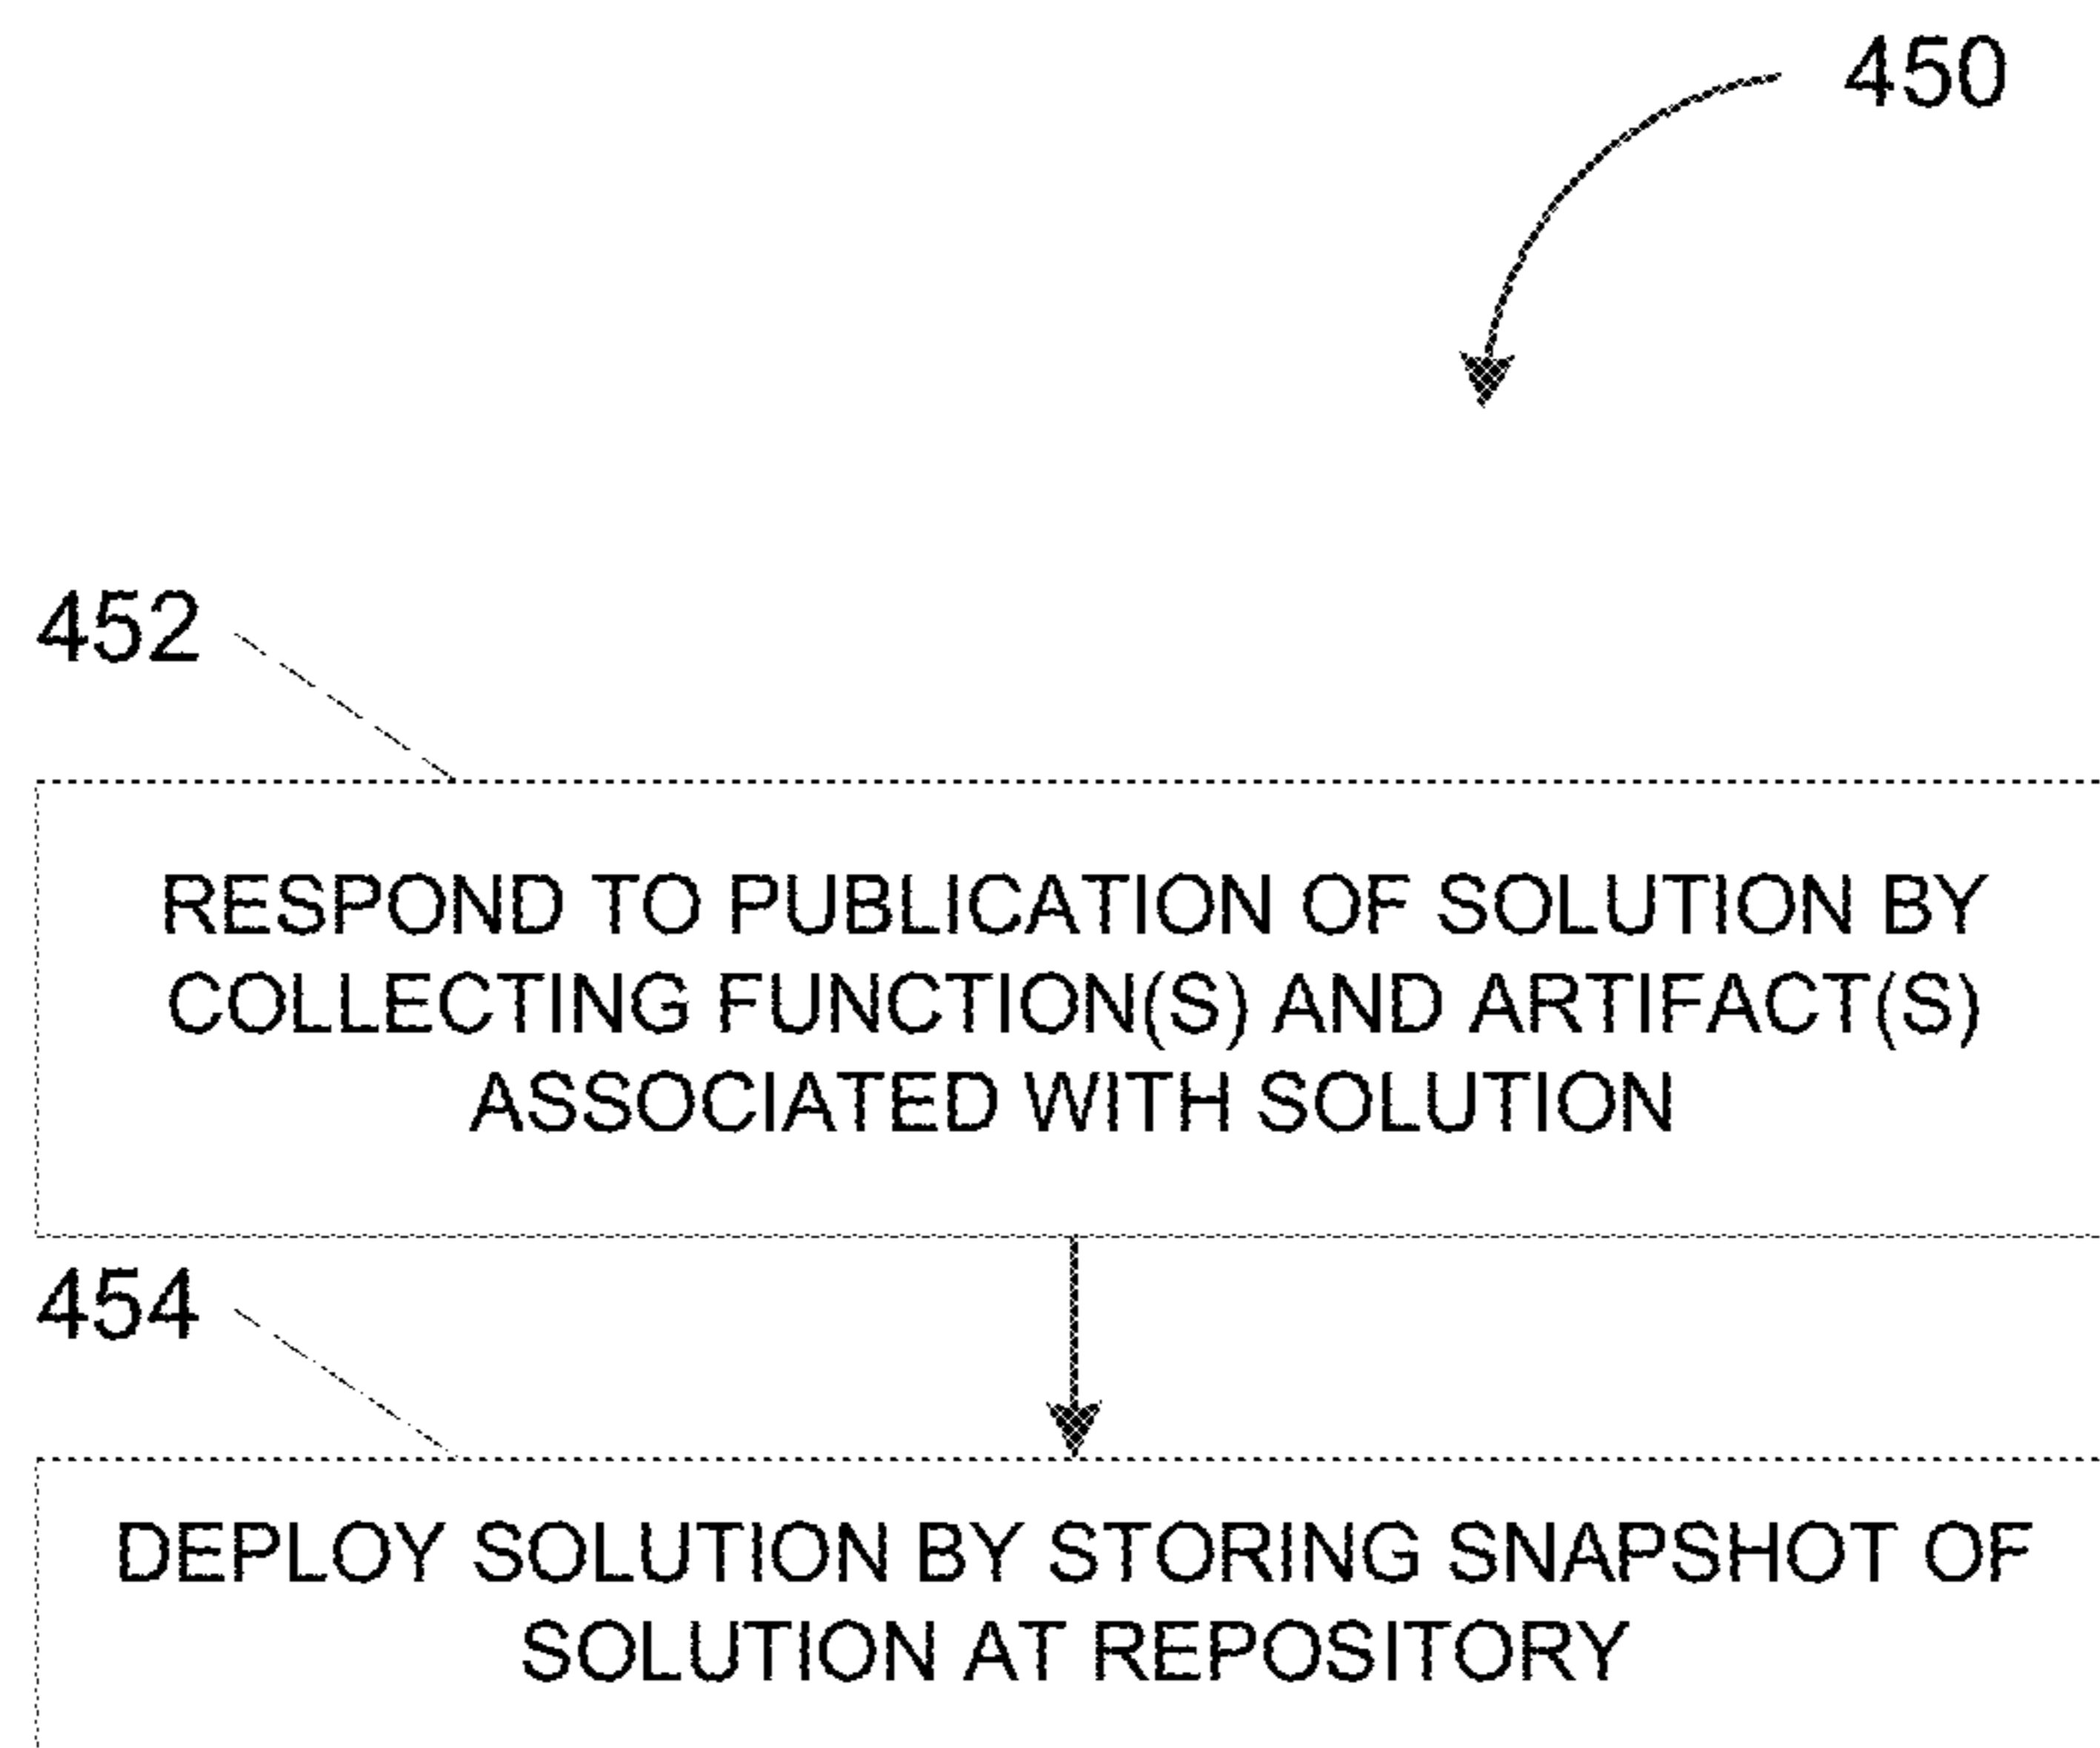 450
452
RESPOND TO PUBLICATION OF SOLUTION BY
COLLECTING FUNCTION(S) AND ARTIFACT(S)
ASSOCIATED WITH SOLUTION
454
DEPLOY SOLUTION BY STORING SNAPSHOT OF
SOLUTION AT REPOSITORY